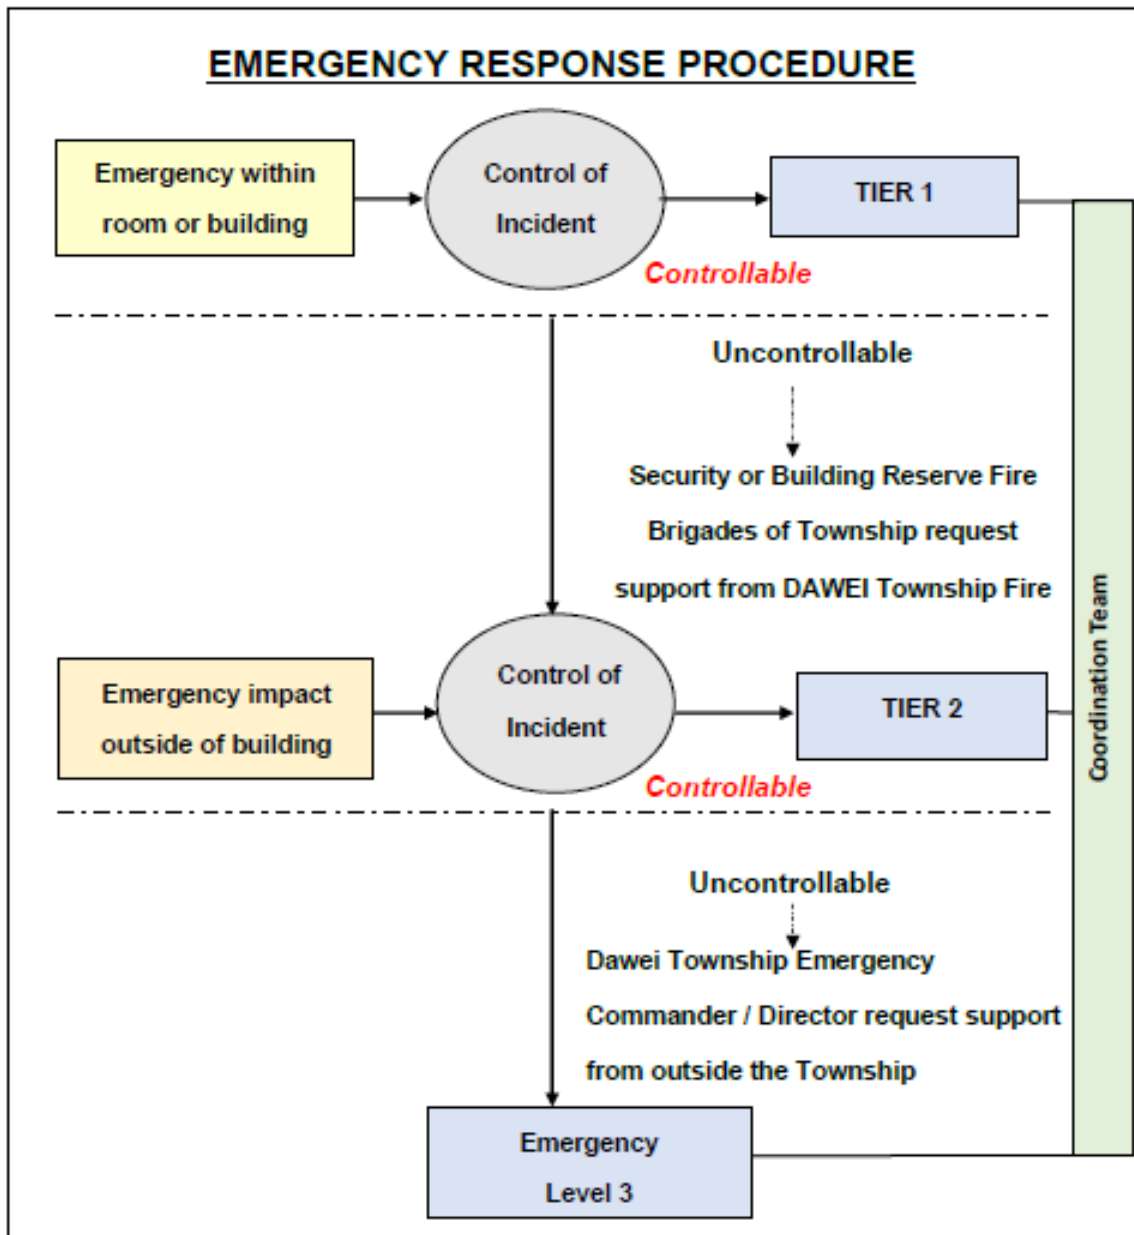 EMERGENCY RESPONSE PROCEDURE
Emergency within
room or building
Control of
Incident
TIER 1
Controllable
Uncontrollable
Security or Building Reserve Fire
Brigades of Township request
support from DAWEI Township Fire
Emergency impact
outside of building
Control of
Incident
TIER 2
Controllable
Uncontrollable
Dawei Township Emergency
Commander / Director request support
from outside the Township
Emergency
Level 3
Coordination Team